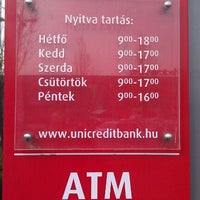 Nyitva tartás:
Hétfő 9⁰⁰-18⁰⁰
Kedd 9⁰⁰-17⁰⁰
Szerda 9⁰⁰-17⁰⁰
Csütörtök 9⁰⁰-17⁰⁰
Péntek 9⁰⁰-16⁰⁰
www.unicreditbank.hu
ATM